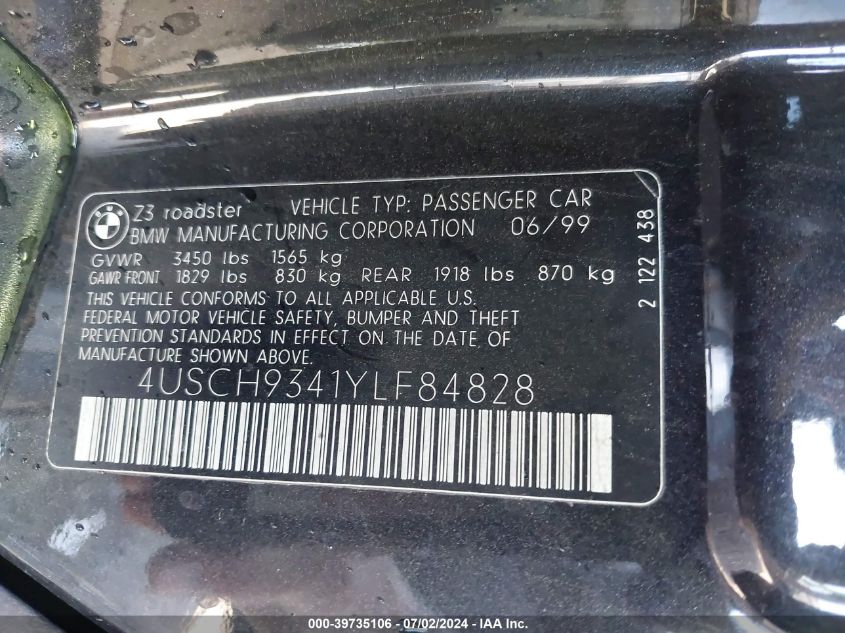 BMW
Z3 roadster VEHICLE TYP: PASSENGER CAR
BMW MANUFACTURING CORPORATION 06/99
GVWR 3450 lbs 1565 kg
GAWR FRONT 1829 lbs 830 kg REAR 1918 lbs 870 kg
THIS VEHICLE CONFORMS TO ALL APPLICABLE U.S.
FEDERAL MOTOR VEHICLE SAFETY, BUMPER AND THEFT
PREVENTION STANDARDS IN EFFECT ON THE DATE OF
MANUFACTURE SHOWN ABOVE.
4USCH9341YLF84828
2 122 438
000-39735106 - 07/02/2024 - © IAA Holdings, LLC